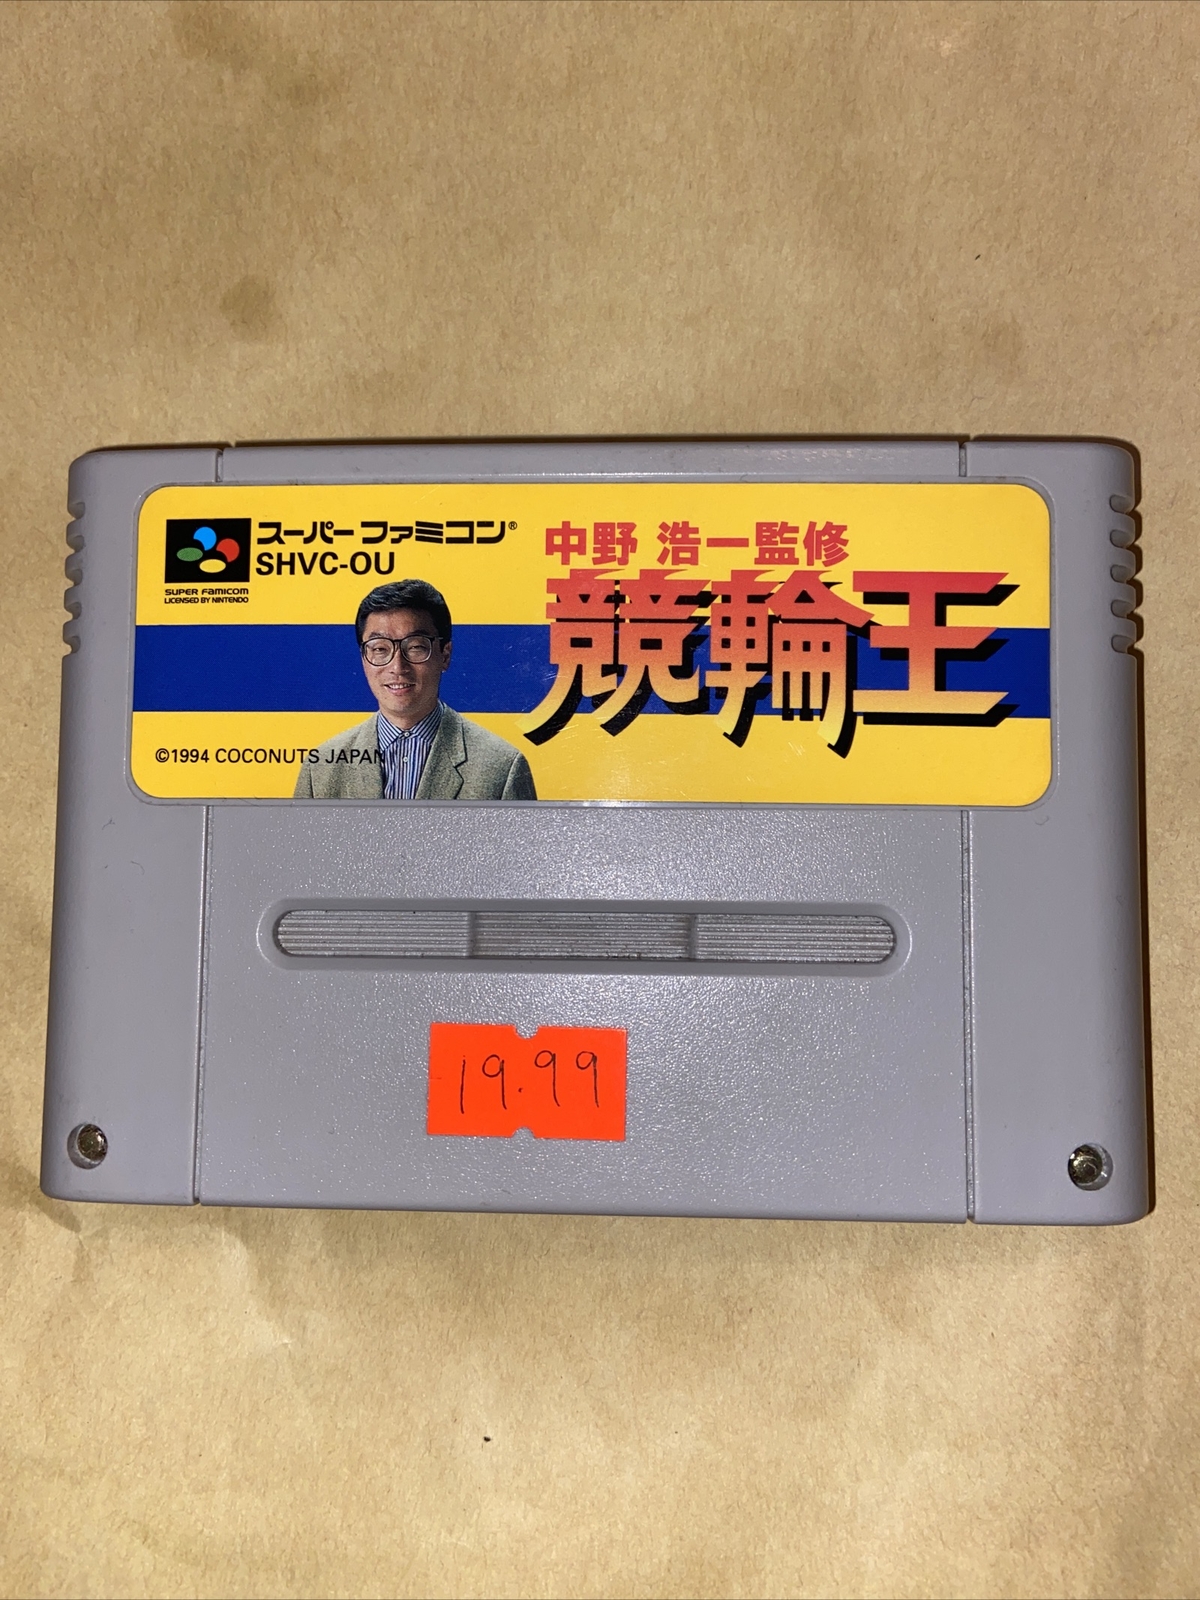 スーパーファミコン®
SHVC-OU
SUPER FAMICOM
LICENSED BY NINTENDO
中野 浩一監修
競輪王
©1994 COCONUTS JAPAN
19.99